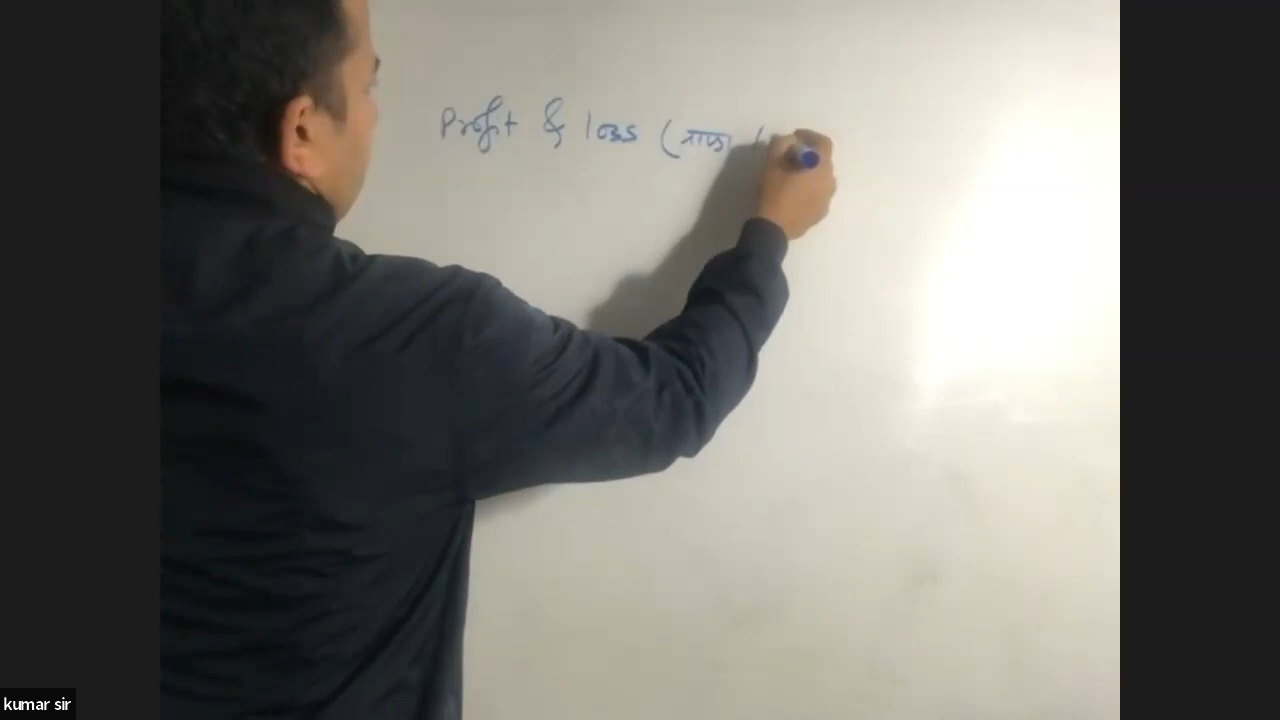 Profit & loss (नाफा /
kumar sir